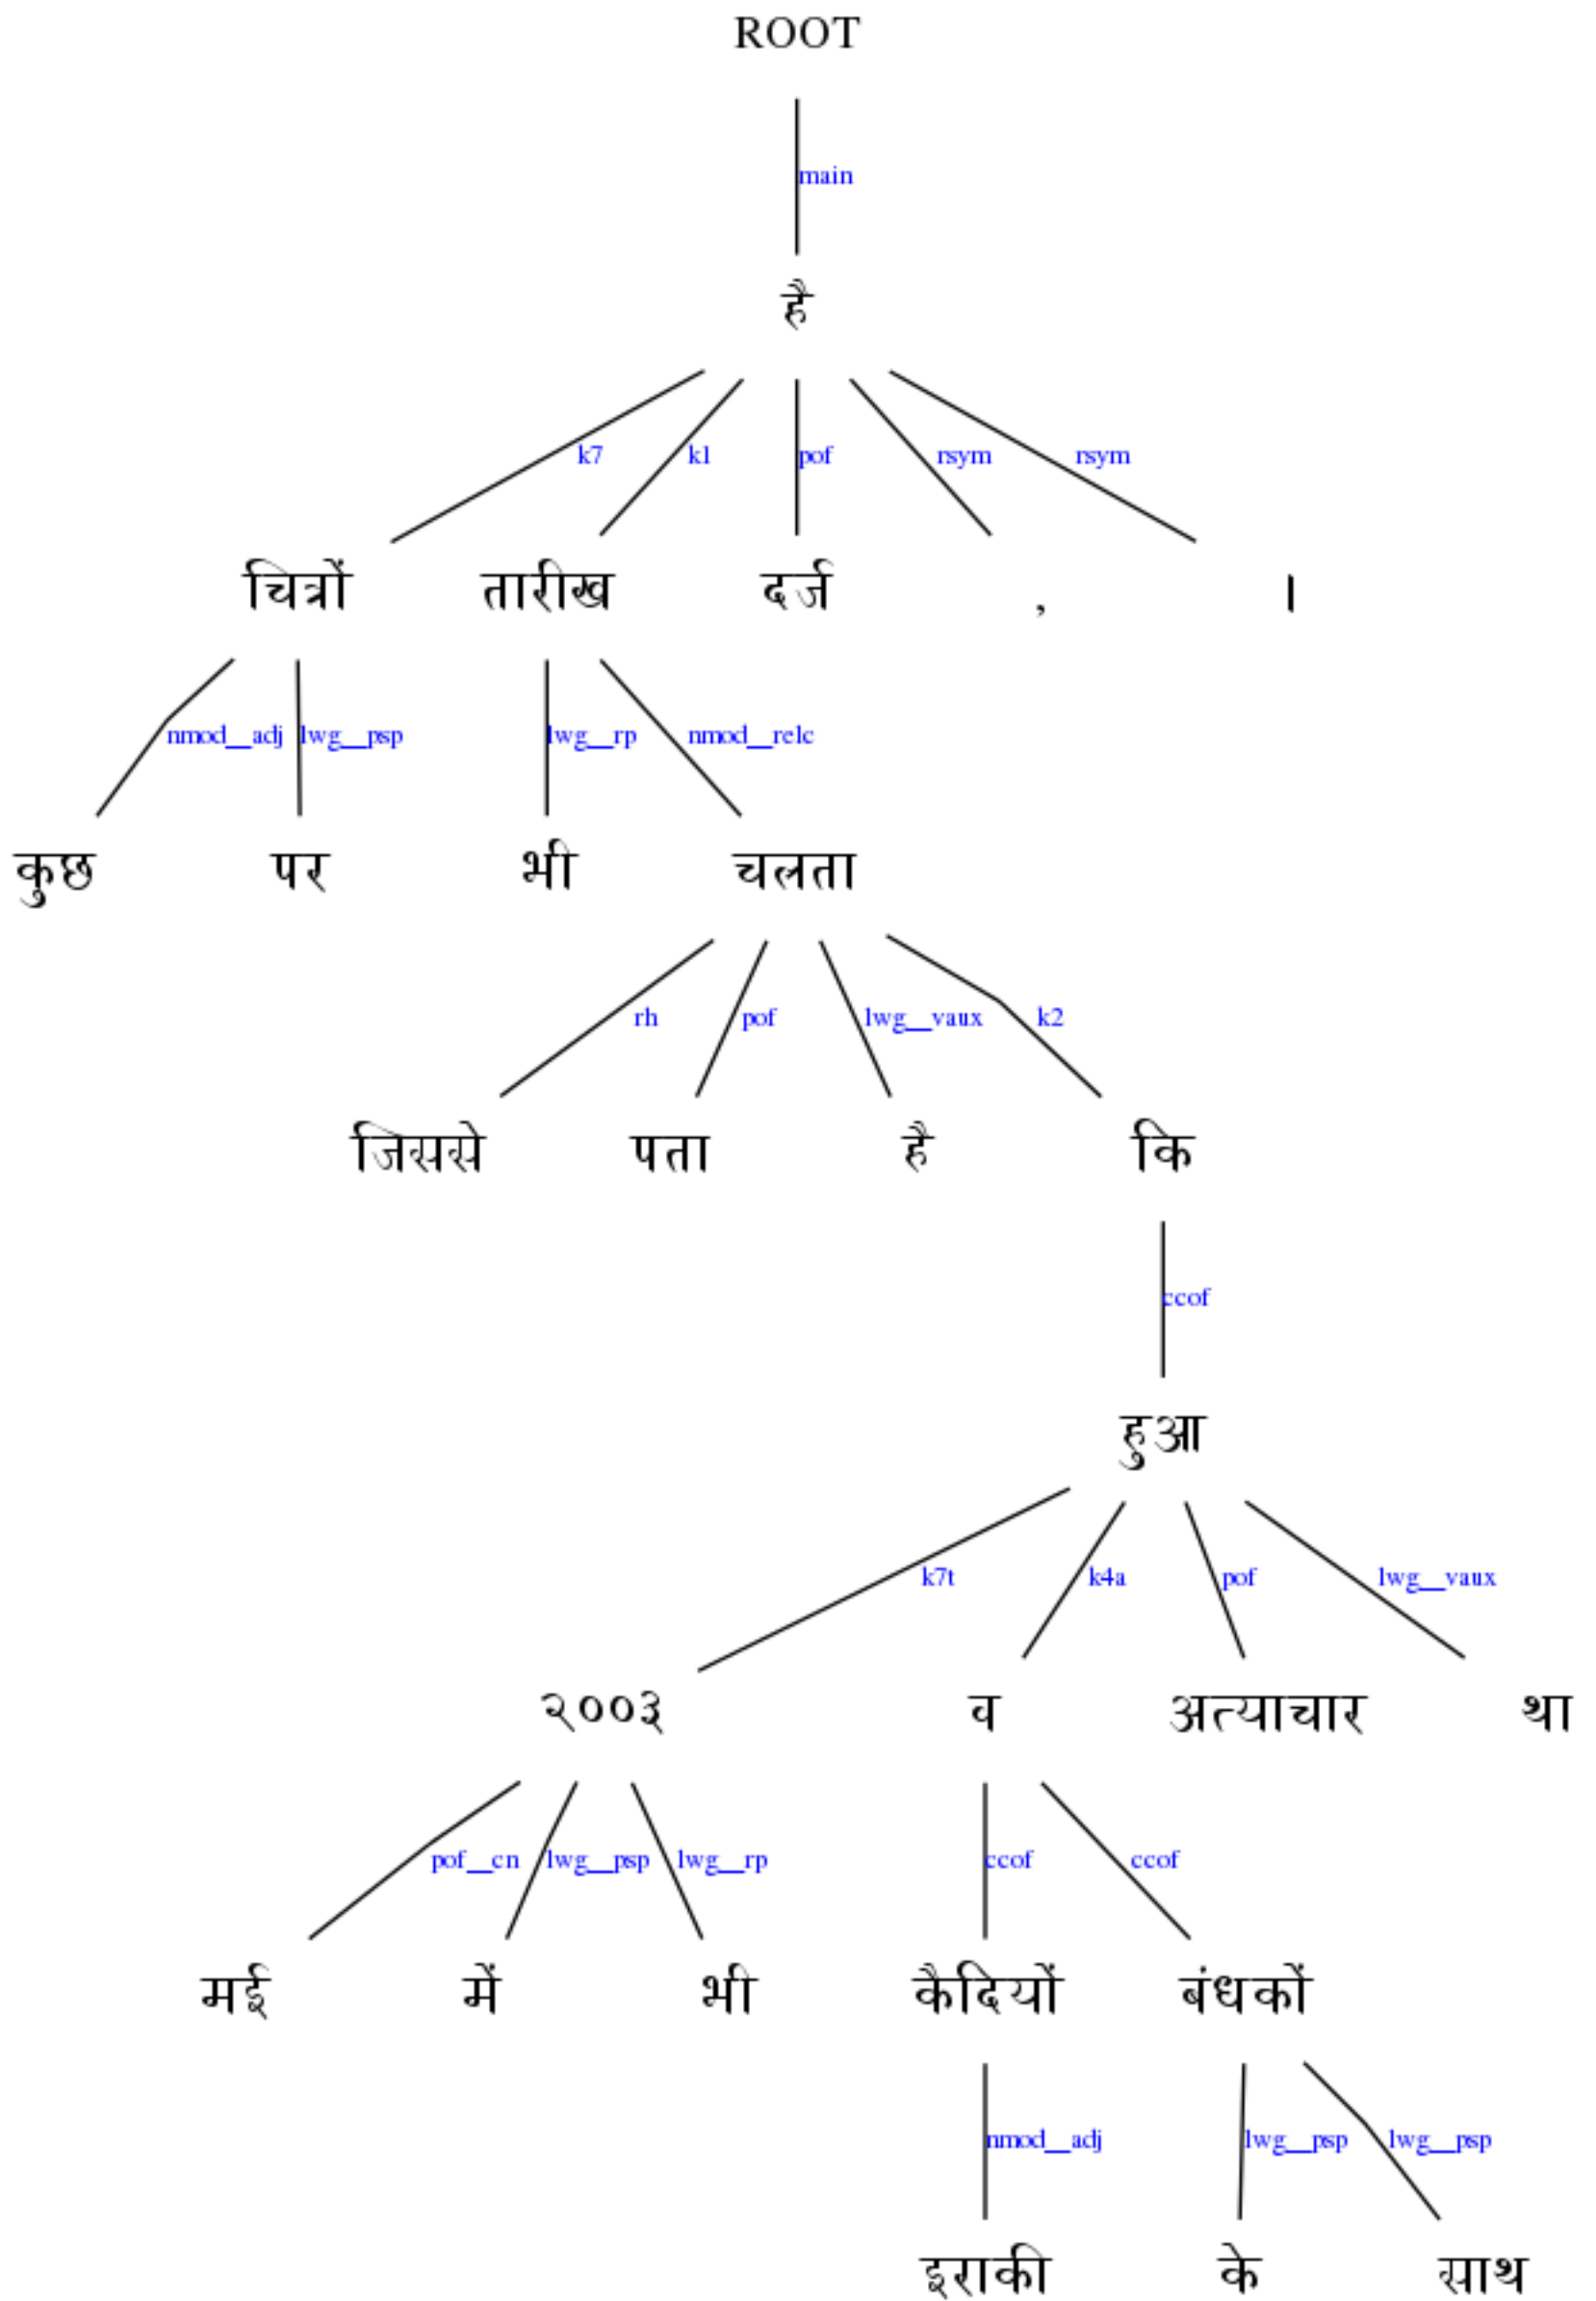 ROOT
main
है
k7 k1 pof rsym rsym
चित्रों तारीख दर्ज , ।
nmod__adj lwg__psp lwg__rp nmod__relc
कुछ पर भी चलता
rh pof lwg__vaux k2
जिससे पता है कि
ccof
हुआ
k7t k4a pof lwg__vaux
२००३ व अत्याचार था
pof__cn lwg__psp lwg__rp ccof ccof
मई में भी कैदियों बंधकों
nmod__adj lwg__psp lwg__psp
इराकी के साथ